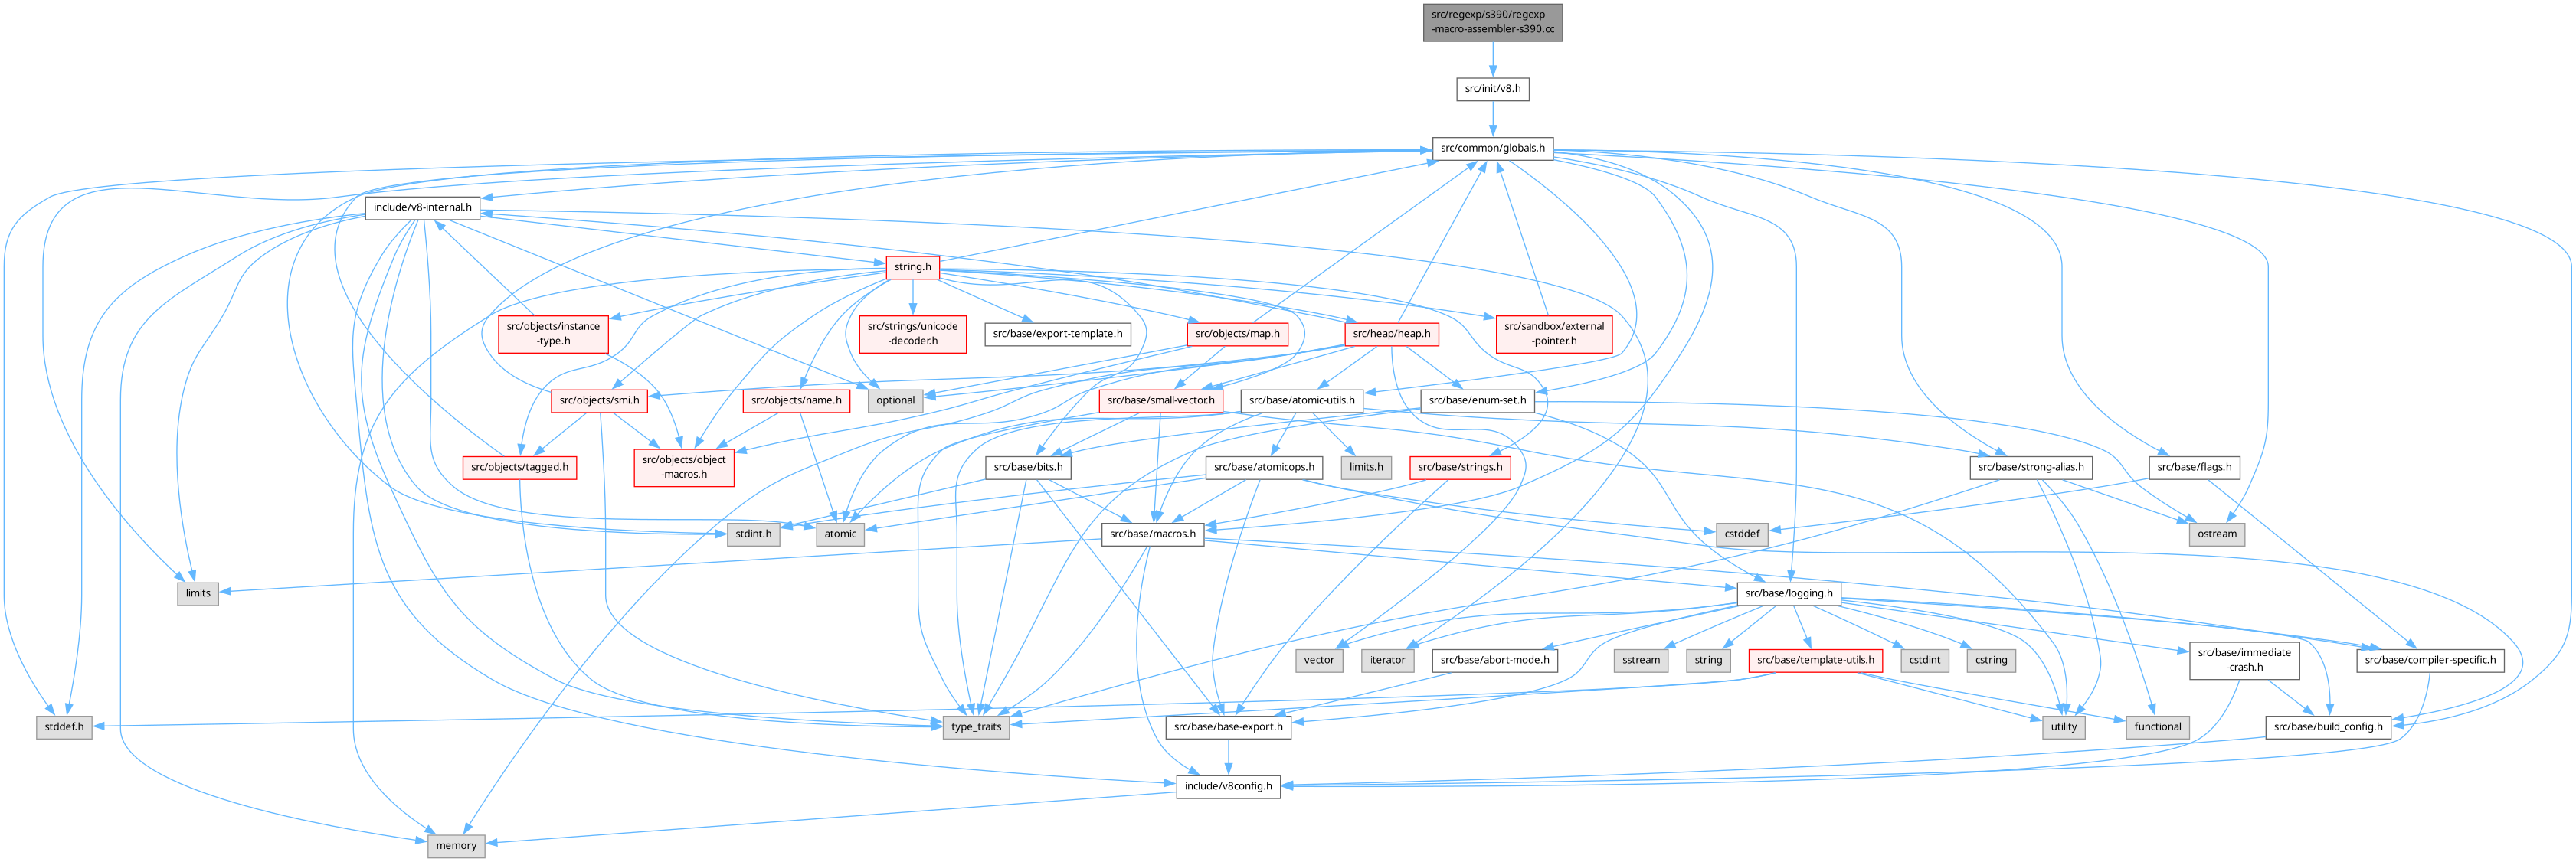 src/regexp/s390/regexp
-macro-assembler-s390.cc
src/init/v8.h
src/common/globals.h
include/v8-internal.h
string.h
src/objects/instance
-type.h
src/strings/unicode
-decoder.h
src/base/export-template.h
src/objects/map.h
src/heap/heap.h
src/sandbox/external
-pointer.h
src/objects/smi.h
src/objects/name.h
optional
src/base/small-vector.h
src/base/atomic-utils.h
src/base/enum-set.h
src/objects/tagged.h
src/objects/object
-macros.h
src/base/bits.h
src/base/atomicops.h
limits.h
src/base/strings.h
src/base/strong-alias.h
src/base/flags.h
stdint.h
atomic
src/base/macros.h
cstddef
ostream
limits
src/base/logging.h
vector
iterator
src/base/abort-mode.h
sstream
string
src/base/template-utils.h
cstdint
cstring
src/base/immediate
-crash.h
src/base/compiler-specific.h
stddef.h
type_traits
src/base/base-export.h
utility
functional
src/base/build_config.h
include/v8config.h
memory